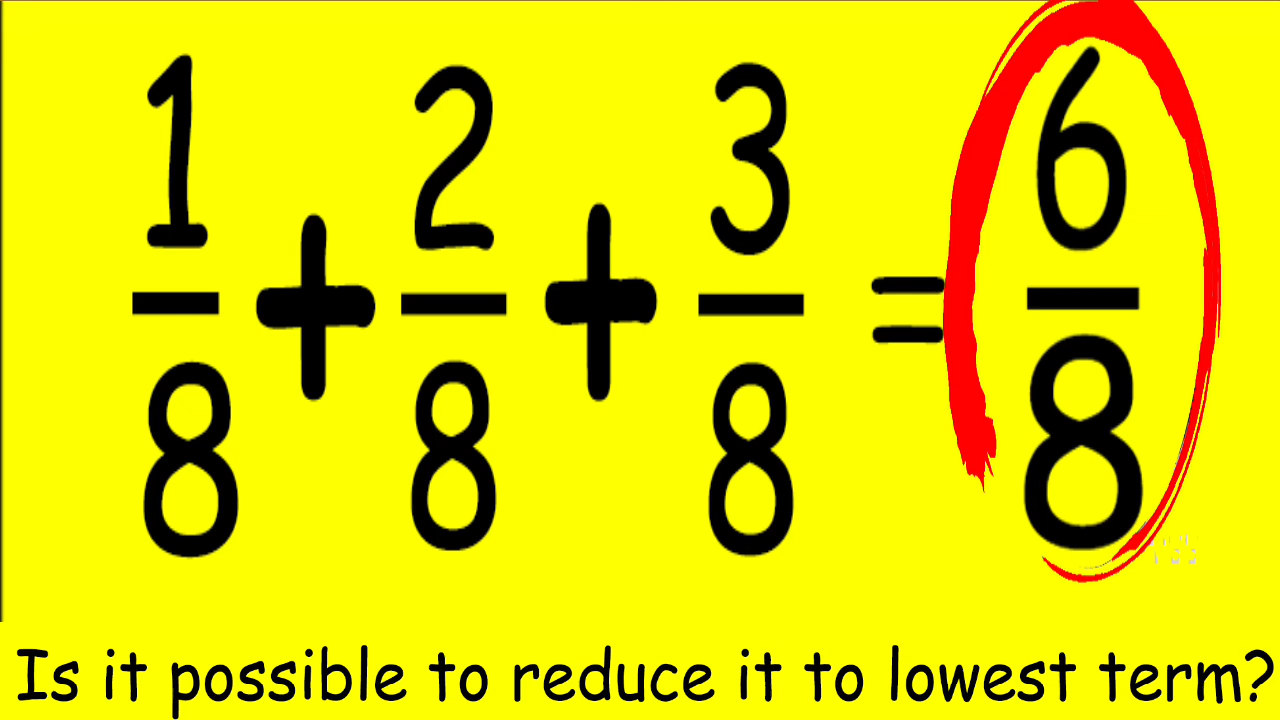 1/8 + 2/8 + 3/8 = 6/8
Is it possible to reduce it to lowest term?